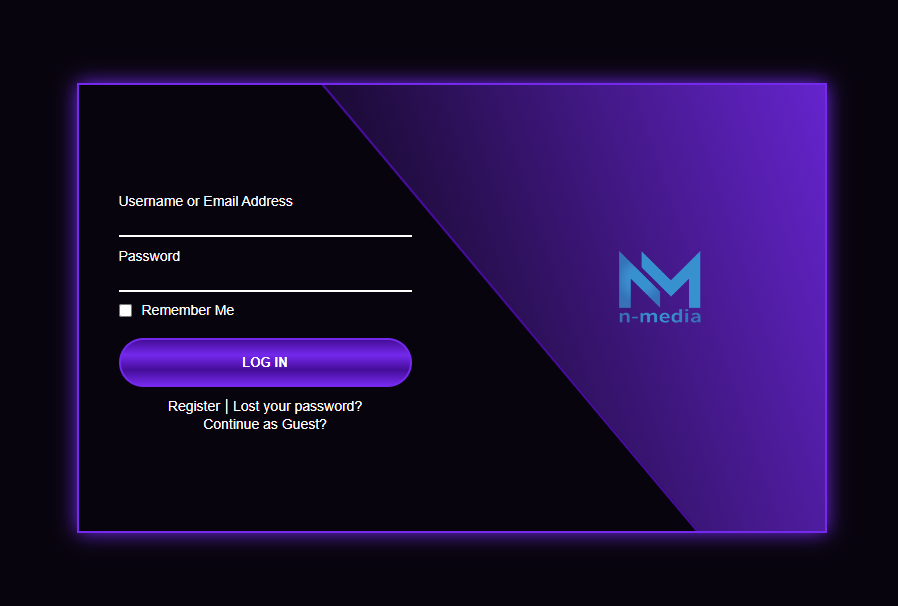 Username or Email Address
Password
Remember Me
LOG IN
Register | Lost your password?
Continue as Guest?
n-media